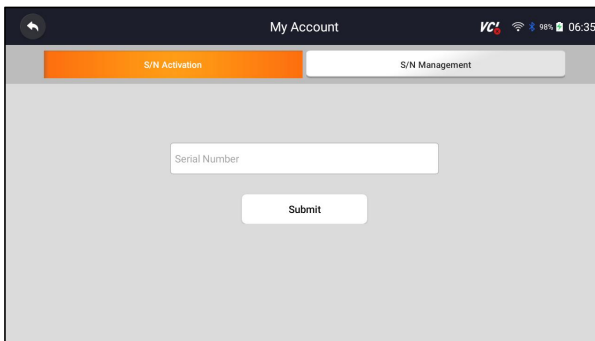 My Account
VCI
98%
06:35
S/N Activation
S/N Management
Serial Number
Submit